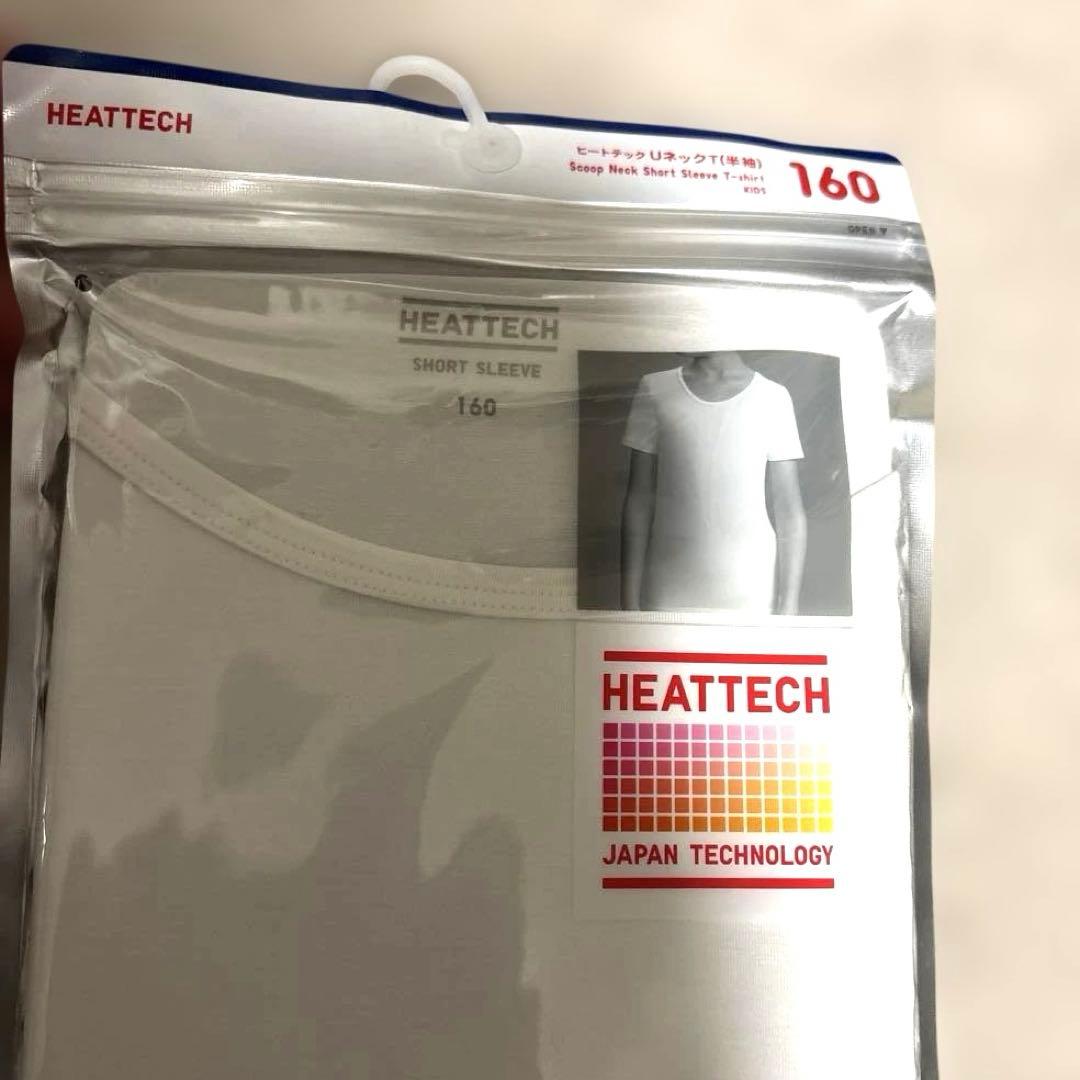 HEATTECH
ヒートテック UネックT(半袖)
Scoop Neck Short Sleeve T-shirt
KIDS
160
OPEN ▼
HEATTECH
SHORT SLEEVE
160
HEATTECH
JAPAN TECHNOLOGY